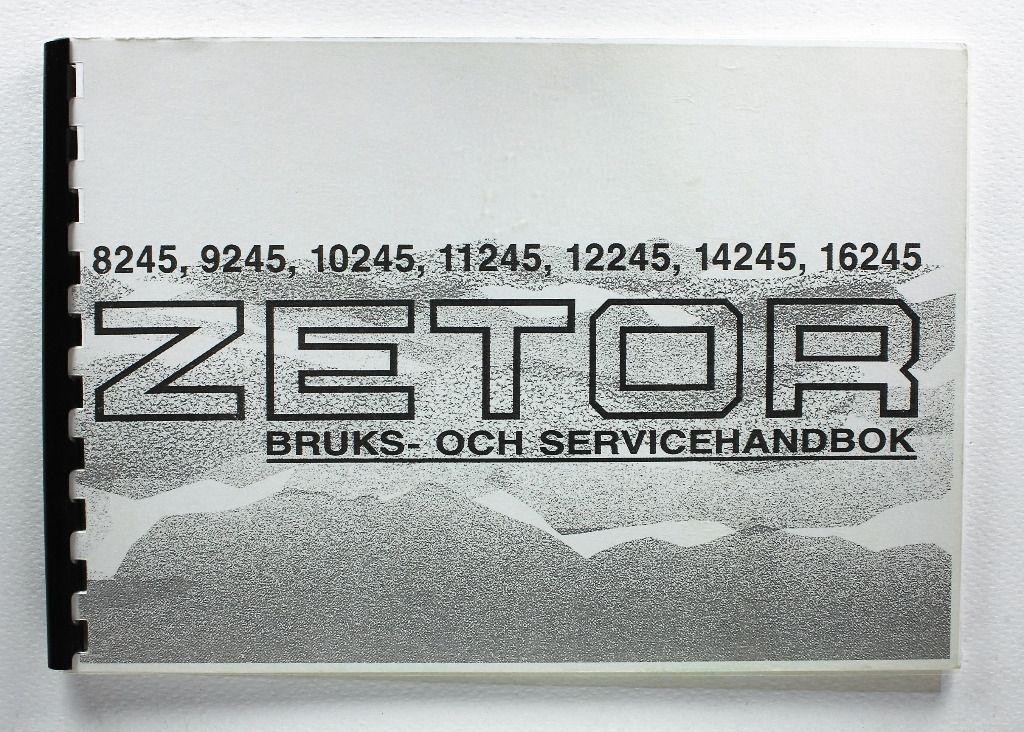 8245, 9245, 10245, 11245, 12245, 14245, 16245
ZETOR
BRUKS- OCH SERVICEHANDBOK